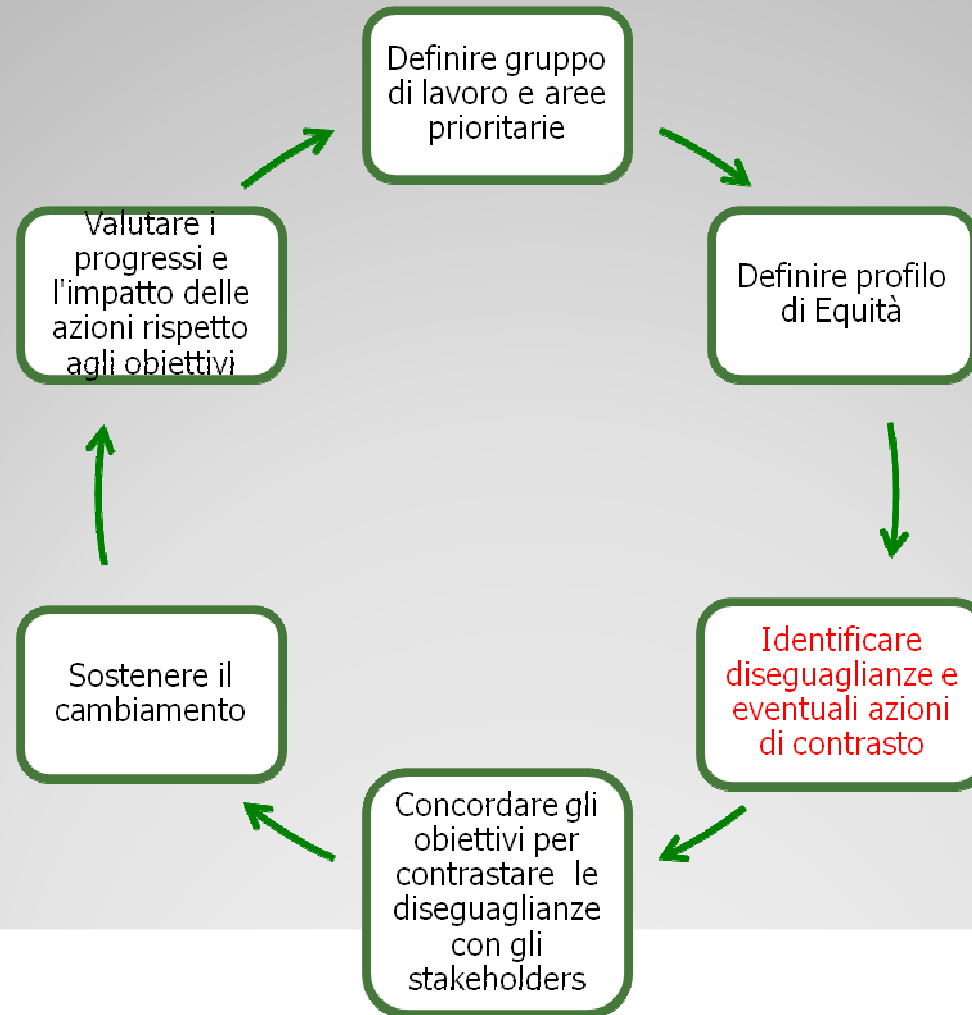 Definire gruppo
di lavoro e aree
prioritarie
Definire profilo
di Equità
Identificare
diseguaglianze e
eventuali azioni
di contrasto
Concordare gli
obiettivi per
contrastare le
diseguaglianze
con gli
stakeholders
Sostenere il
cambiamento
Valutare i
progressi e
l'impatto delle
azioni rispetto
agli obiettivi